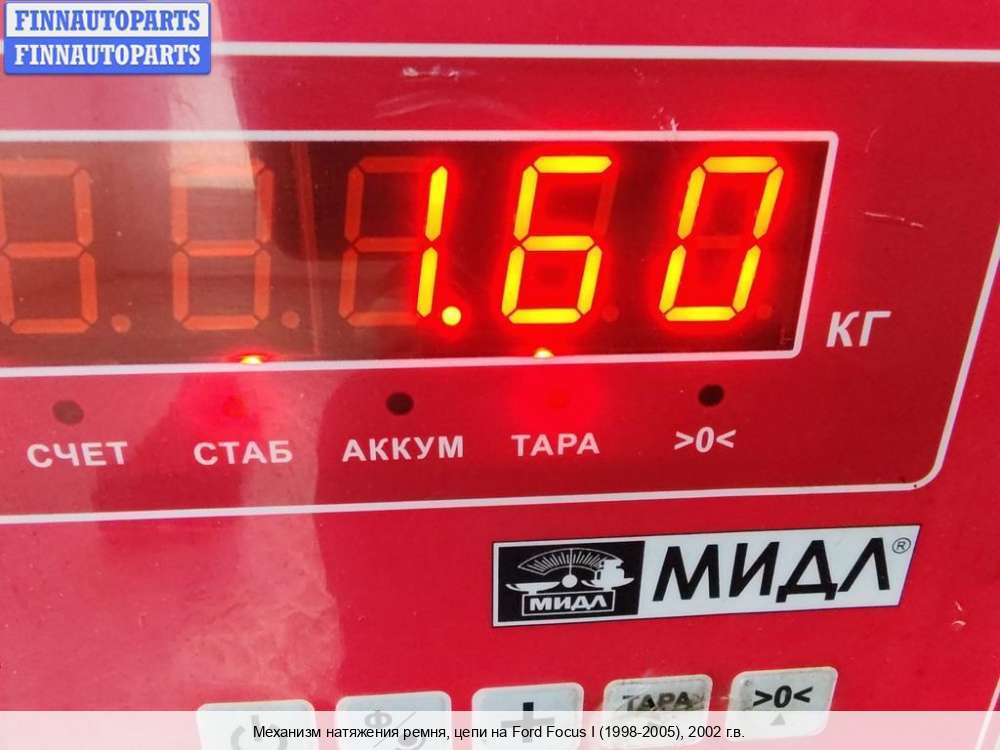 FINNAUTOPARTS
FINNAUTOPARTS
1.60
КГ
СЧЕТ СТАБ АККУМ ТАРА >0<
МИДЛ МИДЛ®
ТАРА >0<
Механизм натяжения ремня, цепи на Ford Focus I (1998-2005), 2002 г.в.